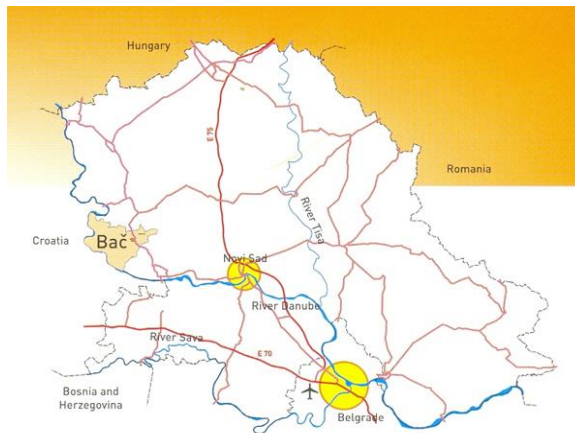 Hungary
E 75
Romania
River Tisa
Croatia
Bač
Novi Sad
River Danube
River Sava
E 70
Bosnia and
Herzegovina
Belgrade